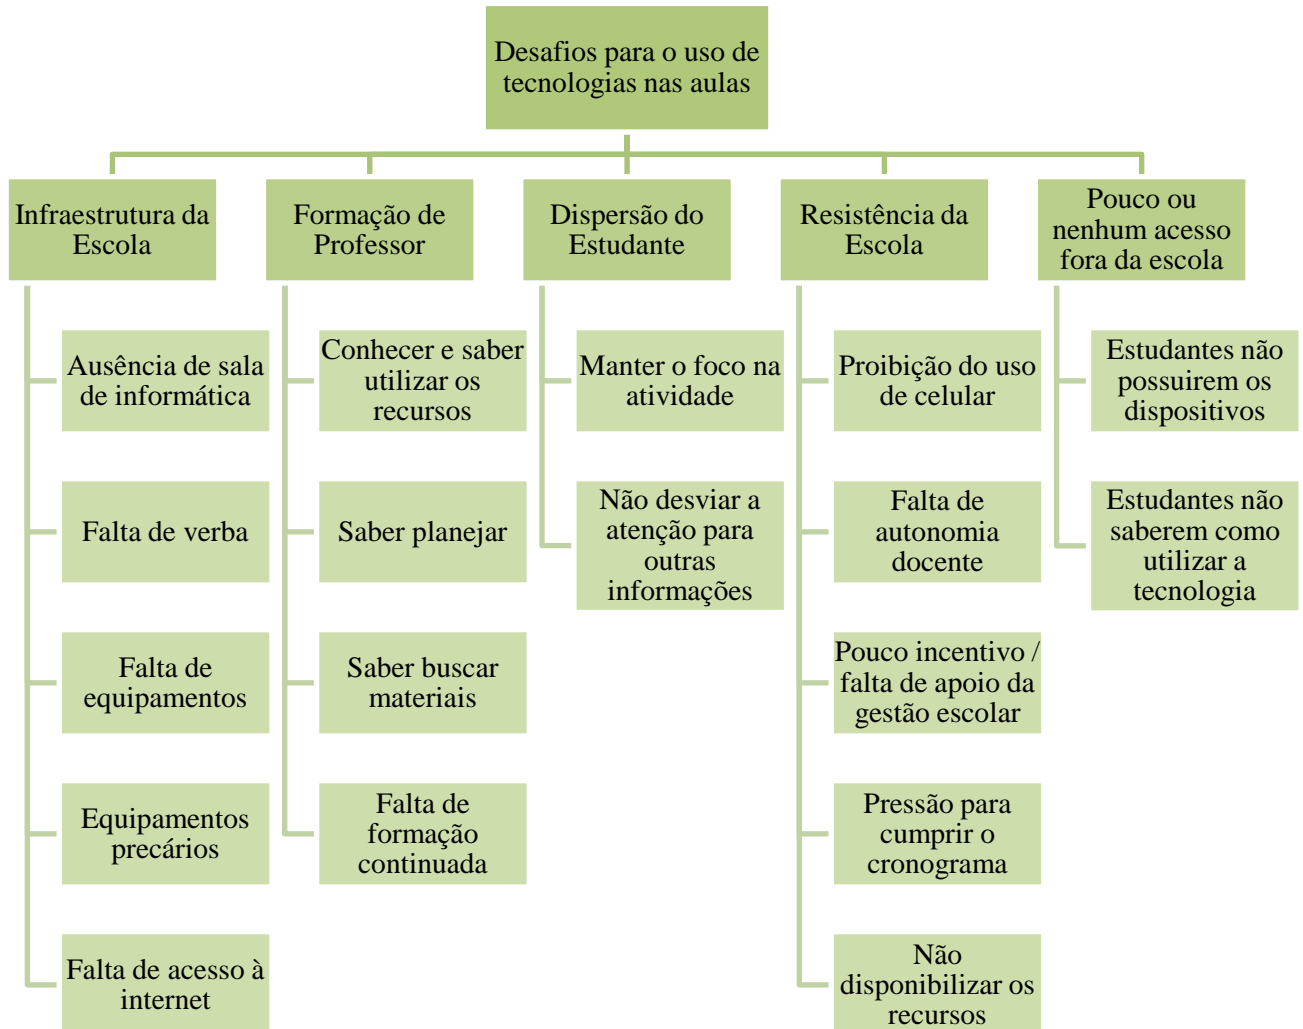 Desafios para o uso de
tecnologias nas aulas
Infraestrutura da
Escola
Ausência de sala
de informática
Falta de verba
Falta de
equipamentos
Equipamentos
precários
Falta de acesso à
internet
Formação de
Professor
Conhecer e saber
utilizar os
recursos
Saber planejar
Saber buscar
materiais
Falta de
formação
continuada
Dispersão do
Estudante
Manter o foco na
atividade
Não desviar a
atenção para
outras
informações
Resistência da
Escola
Proibição do uso
de celular
Falta de
autonomia
docente
Pouco incentivo /
falta de apoio da
gestão escolar
Pressão para
cumprir o
cronograma
Não
disponibilizar os
recursos
Pouco ou
nenhum acesso
fora da escola
Estudantes não
possuirem os
dispositivos
Estudantes não
saberem como
utilizar a
tecnologia